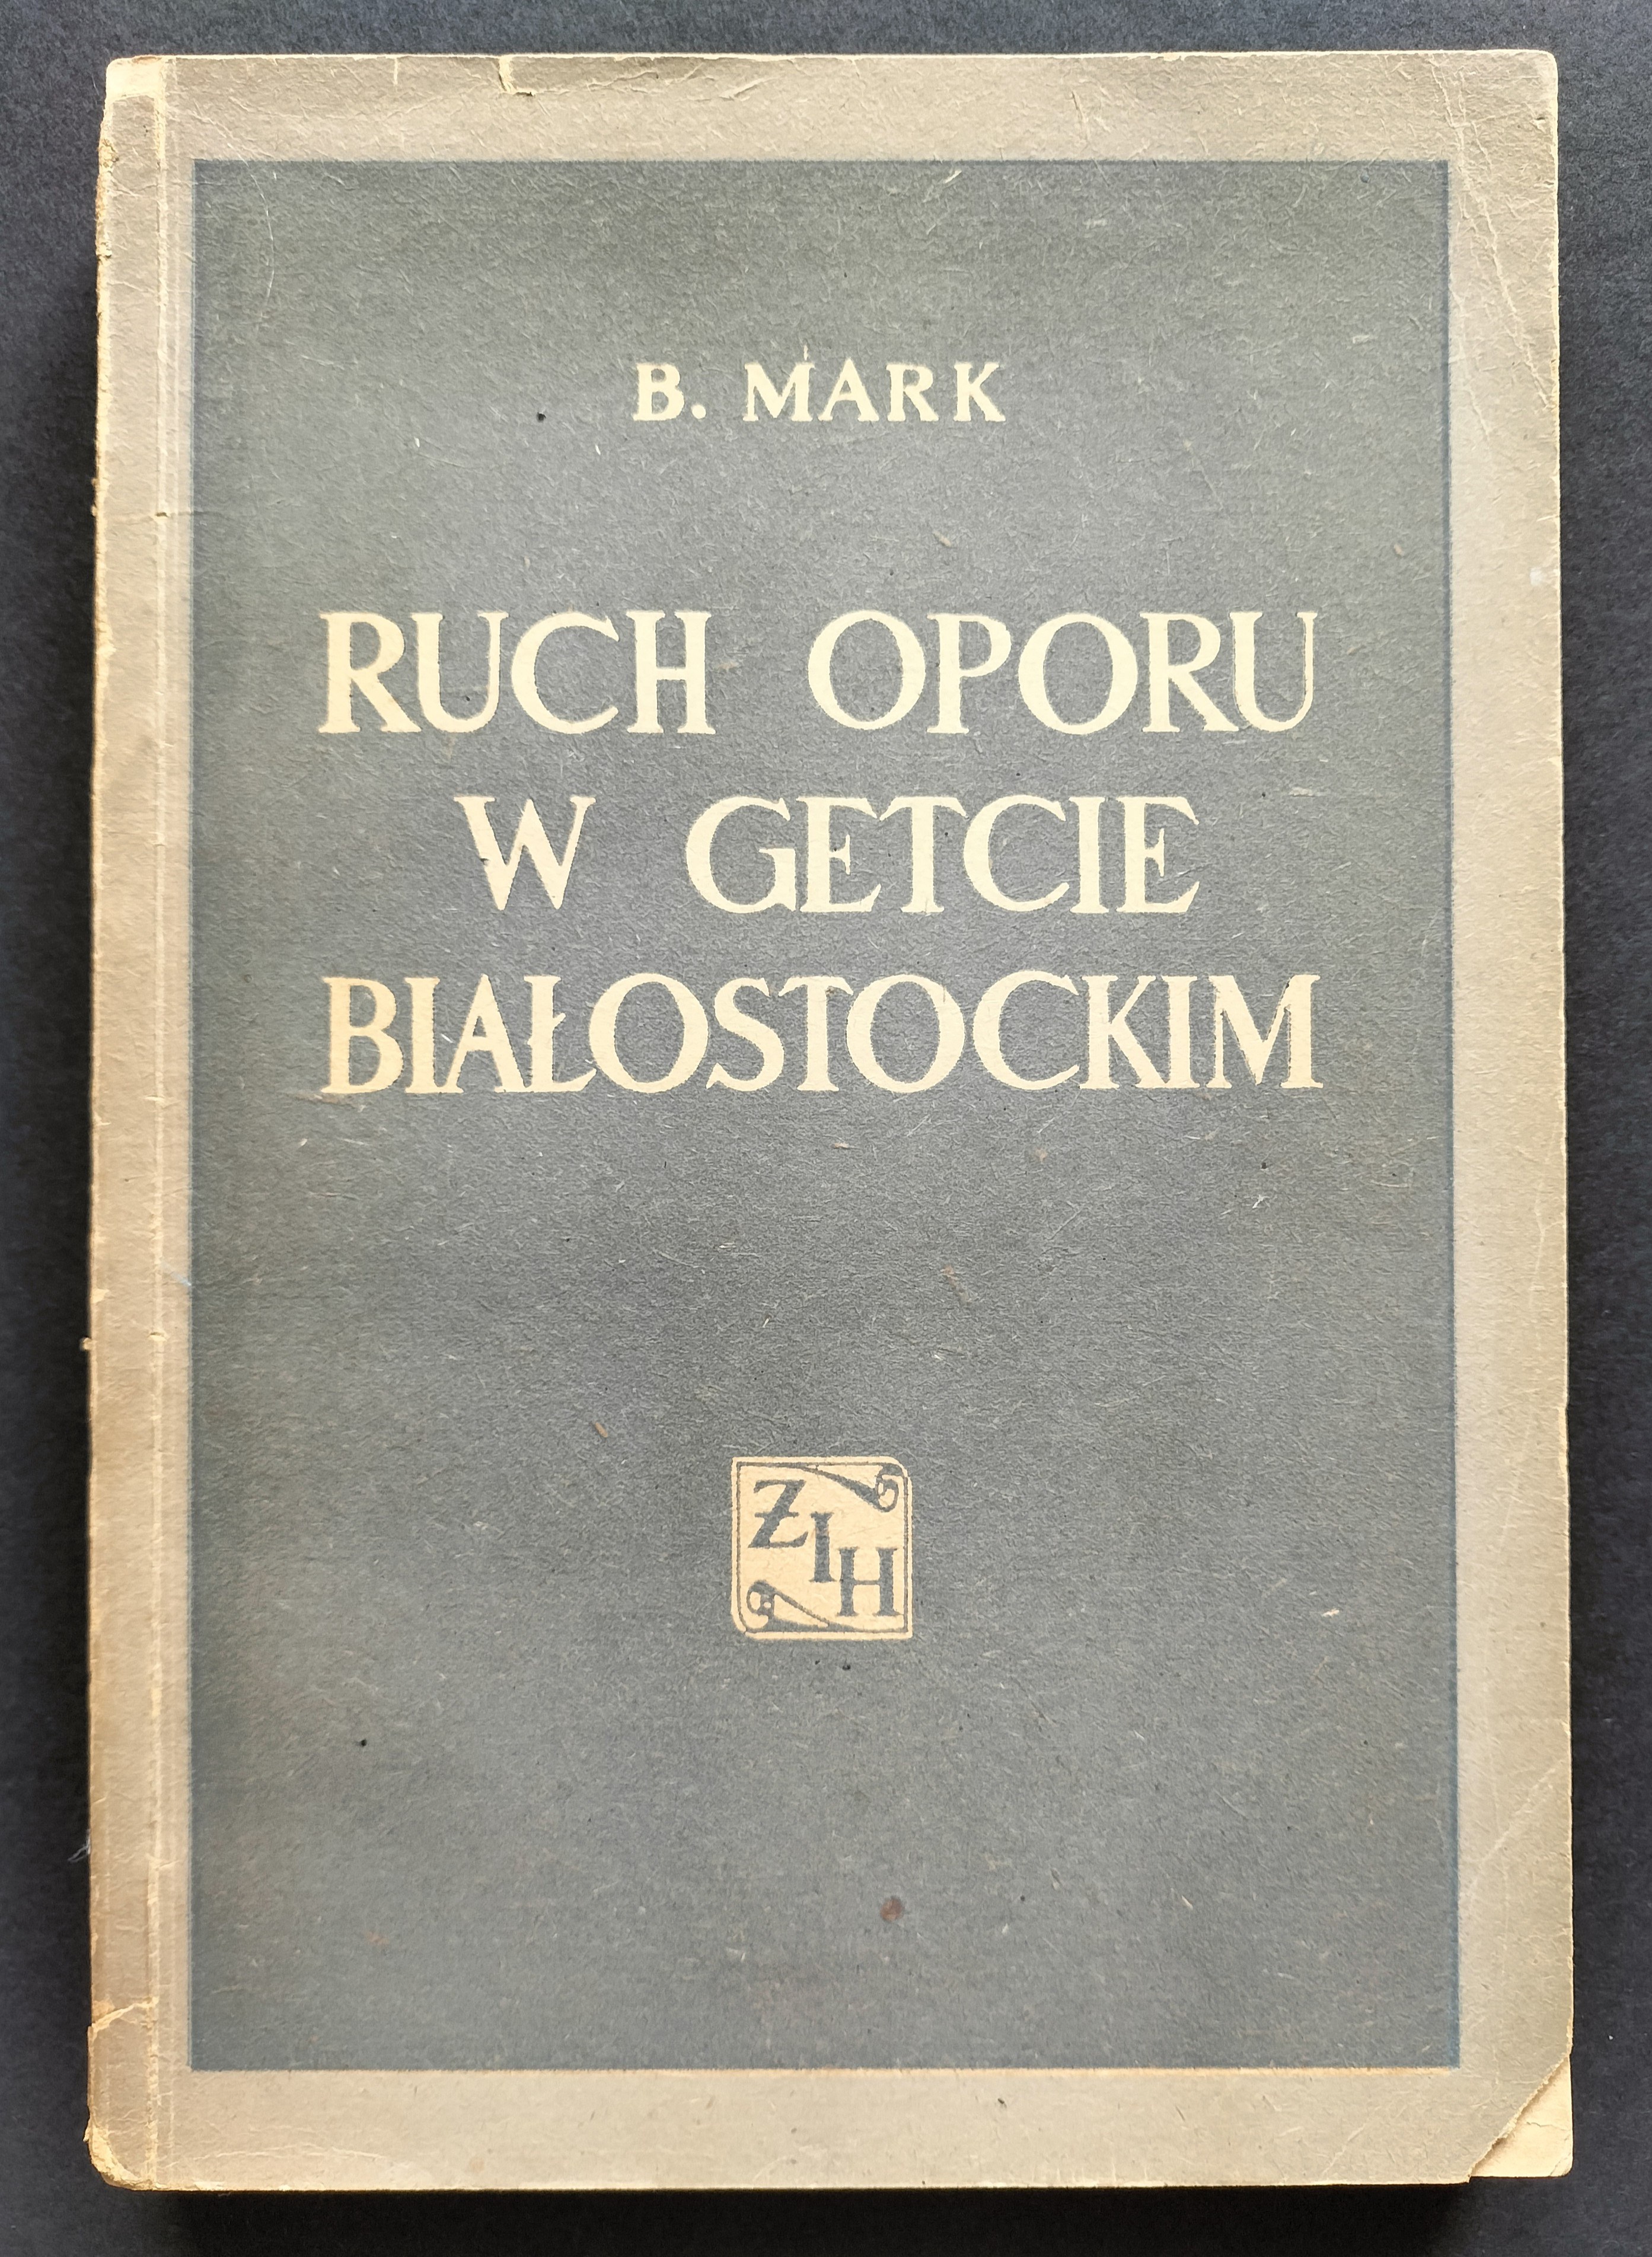 B. MARK
RUCH OPORU
W GETCIE
BIAŁOSTOCKIM
ŻIH